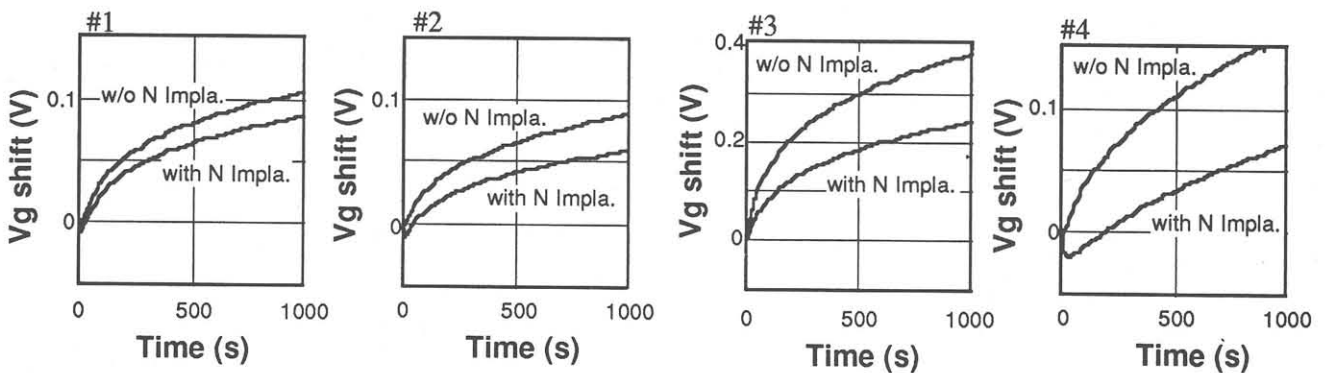 #1
w/o N Impla.
0.1
with N Impla.
0
Vg shift (V)
0 500 1000
Time (s)
#2
w/o N Impla.
0.1
with N Impla.
0
Vg shift (V)
0 500 1000
Time (s)
#3
0.4
w/o N Impla.
0.2
with N Impla.
0
Vg shift (V)
0 500 1000
Time (s)
#4
w/o N Impla.
0.1
with N Impla.
0
Vg shift (V)
0 500 1000
Time (s)